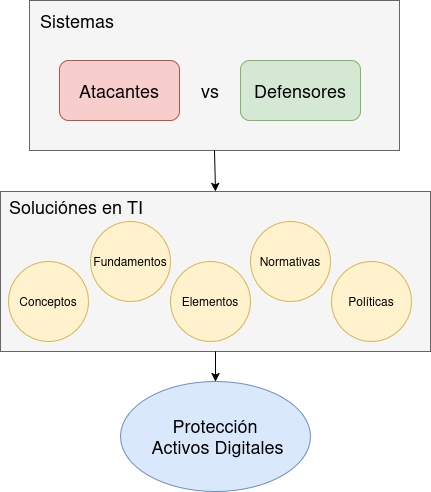 Sistemas
Atacantes
vs
Defensores
Soluciónes en TI
Fundamentos
Normativas
Conceptos
Elementos
Políticas
Protección
Activos Digitales